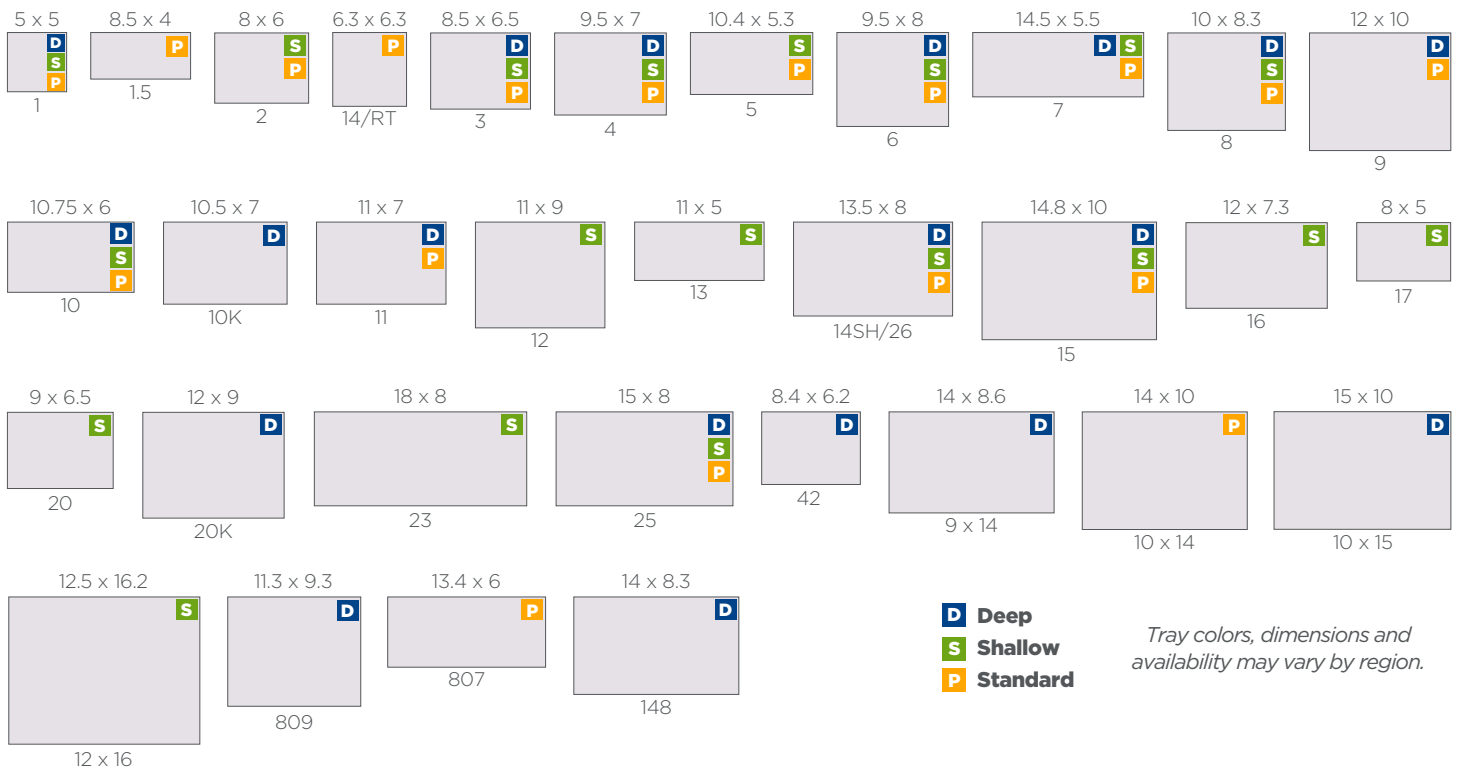 5 x 5
D
S
P
1
8.5 x 4
P
1.5
8 x 6
S
P
2
6.3 x 6.3
P
14/RT
8.5 x 6.5
D
S
P
3
9.5 x 7
D
S
P
4
10.4 x 5.3
S
P
5
9.5 x 8
D
S
P
6
14.5 x 5.5
D S
P
7
10 x 8.3
D
S
P
8
12 x 10
D
P
9
10.75 x 6
D
S
P
10
10.5 x 7
D
10K
11 x 7
D
P
11
11 x 9
S
12
11 x 5
S
13
13.5 x 8
D
S
P
14SH/26
14.8 x 10
D
S
P
15
12 x 7.3
S
16
8 x 5
S
17
9 x 6.5
S
20
12 x 9
D
20K
18 x 8
S
23
15 x 8
D
S
P
25
8.4 x 6.2
D
42
14 x 8.6
D
9 x 14
14 x 10
P
10 x 14
15 x 10
D
10 x 15
12.5 x 16.2
S
12 x 16
11.3 x 9.3
D
809
13.4 x 6
P
807
14 x 8.3
D
148
D Deep
S Shallow
P Standard
Tray colors, dimensions and
availability may vary by region.